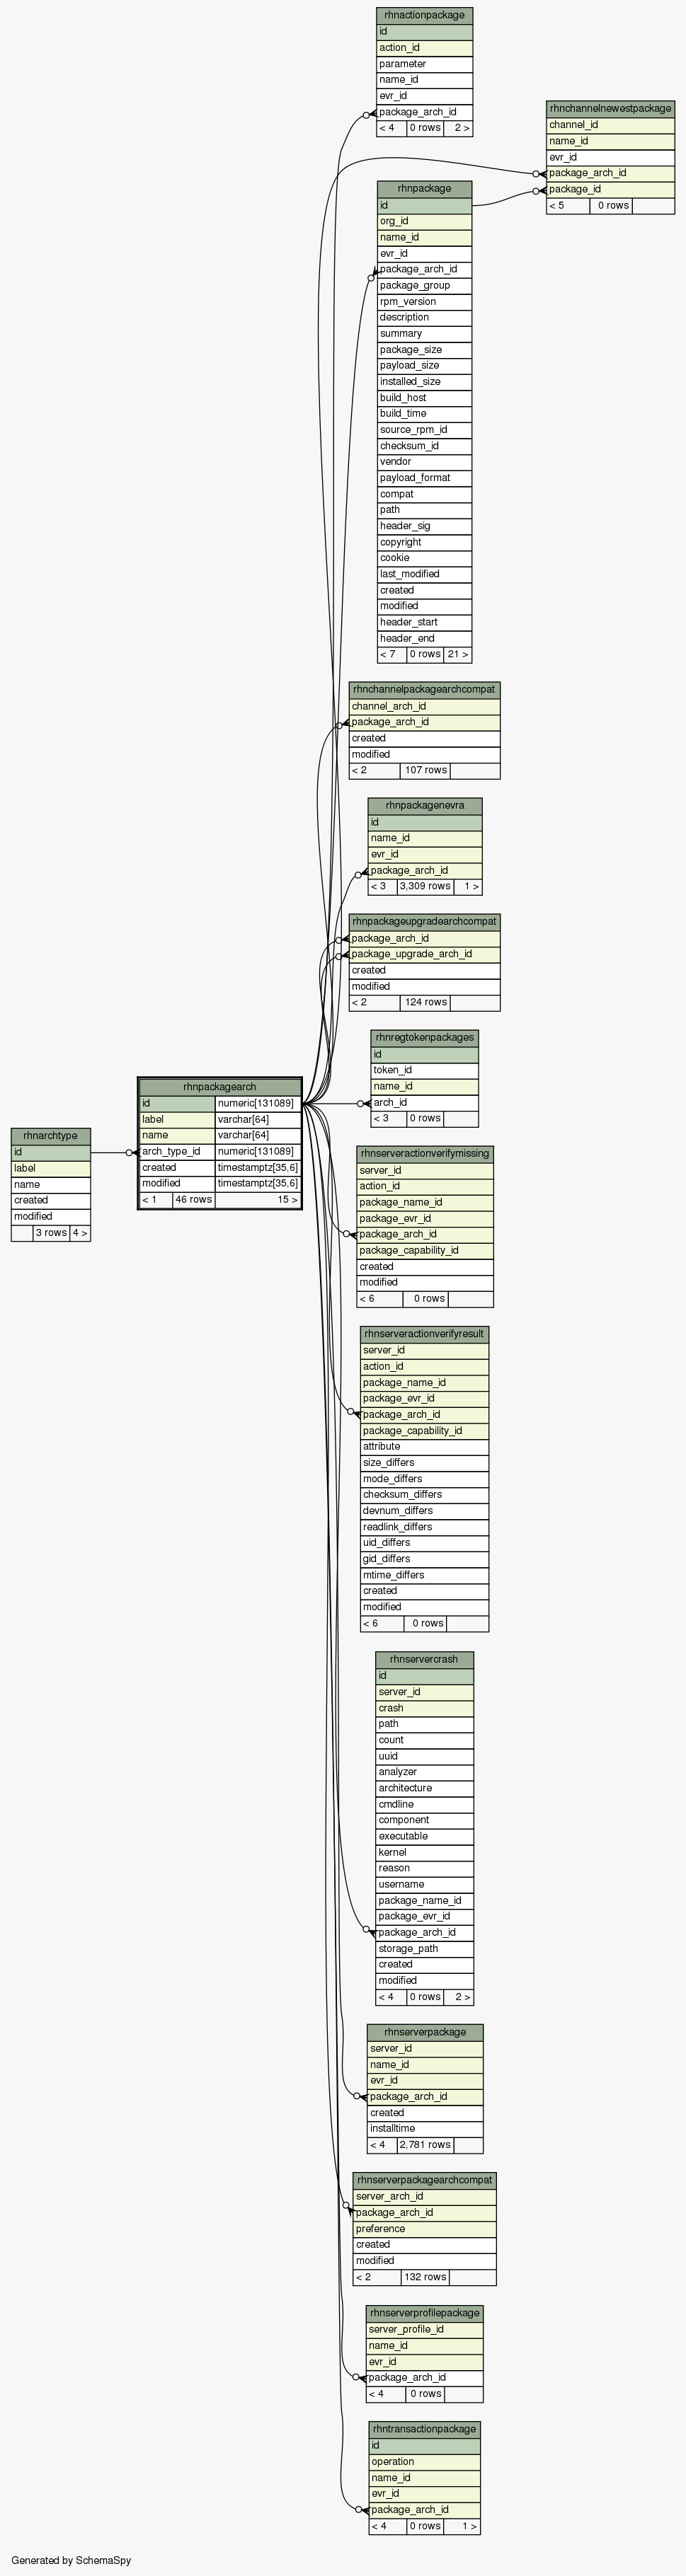 rhnactionpackage
id
action_id
parameter
name_id
evr_id
package_arch_id
< 4 0 rows 2 >
rhnchannelnewestpackage
channel_id
name_id
evr_id
package_arch_id
package_id
< 5 0 rows
rhnpackage
id
org_id
name_id
evr_id
package_arch_id
package_group
rpm_version
description
summary
package_size
payload_size
installed_size
build_host
build_time
source_rpm_id
checksum_id
vendor
payload_format
compat
path
header_sig
copyright
cookie
last_modified
created
modified
header_start
header_end
< 7 0 rows 21 >
rhnchannelpackagearchcompat
channel_arch_id
package_arch_id
created
modified
< 2 107 rows
rhnpackagenevra
id
name_id
evr_id
package_arch_id
< 3 3,309 rows 1 >
rhnpackageupgradearchcompat
package_arch_id
package_upgrade_arch_id
created
modified
< 2 124 rows
rhnregtokenpackages
id
token_id
name_id
arch_id
< 3 0 rows
rhnpackagearch
id numeric[131089]
label varchar[64]
name varchar[64]
arch_type_id numeric[131089]
created timestamptz[35,6]
modified timestamptz[35,6]
< 1 46 rows 15 >
rhnarchtype
id
label
name
created
modified
3 rows 4 >
rhnserveractionverifymissing
server_id
action_id
package_name_id
package_evr_id
package_arch_id
package_capability_id
created
modified
< 6 0 rows
rhnserveractionverifyresult
server_id
action_id
package_name_id
package_evr_id
package_arch_id
package_capability_id
attribute
size_differs
mode_differs
checksum_differs
devnum_differs
readlink_differs
uid_differs
gid_differs
mtime_differs
created
modified
< 6 0 rows
rhnservercrash
id
server_id
crash
path
count
uuid
analyzer
architecture
cmdline
component
executable
kernel
reason
username
package_name_id
package_evr_id
package_arch_id
storage_path
created
modified
< 4 0 rows 2 >
rhnserverpackage
server_id
name_id
evr_id
package_arch_id
created
installtime
< 4 2,781 rows
rhnserverpackagearchcompat
server_arch_id
package_arch_id
preference
created
modified
< 2 132 rows
rhnserverprofilepackage
server_profile_id
name_id
evr_id
package_arch_id
< 4 0 rows
rhntransactionpackage
id
operation
name_id
evr_id
package_arch_id
< 4 0 rows 1 >
Generated by SchemaSpy